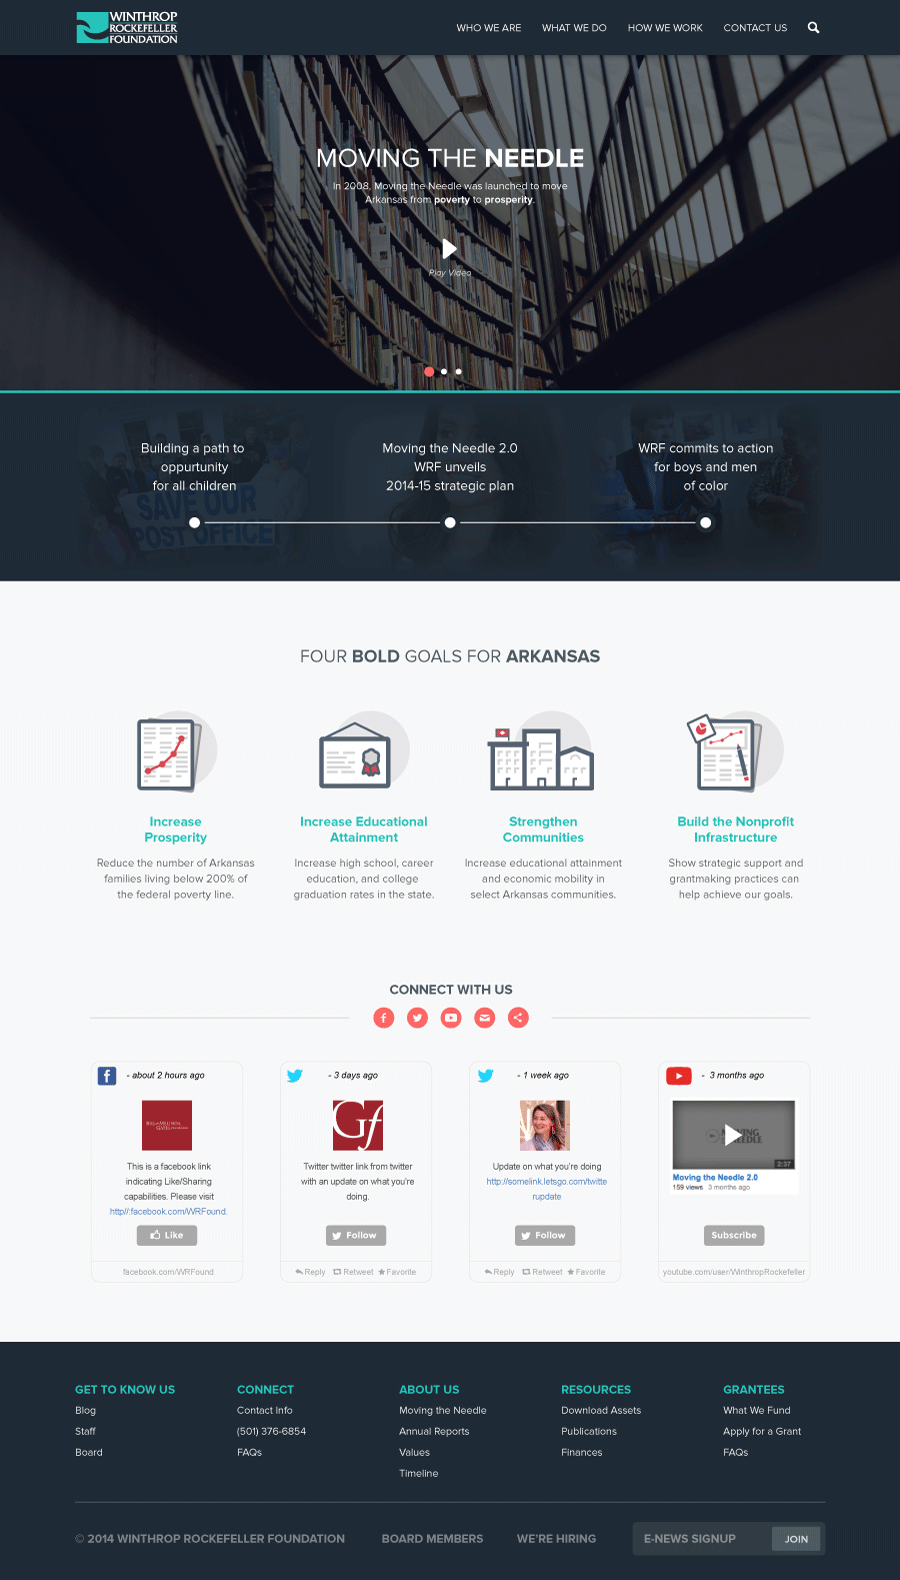 WINTHROP
ROCKEFELLER
FOUNDATION
WHO WE ARE
WHAT WE DO
HOW WE WORK
CONTACT US
MOVING THE NEEDLE
In 2008, Moving the Needle was launched to move
Arkansas from poverty to prosperity.
Play Video
Building a path to
oppurtunity
for all children
Moving the Needle 2.0
WRF unveils
2014-15 strategic plan
WRF commits to action
for boys and men
of color
SAVE OUR
POST OFFICE
FOUR BOLD GOALS FOR ARKANSAS
Increase
Prosperity
Reduce the number of Arkansas
families living below 200% of
the federal poverty line.
Increase Educational
Attainment
Increase high school, career
education, and college
graduation rates in the state.
Strengthen
Communities
Increase educational attainment
and economic mobility in
select Arkansas communities.
Build the Nonprofit
Infrastructure
Show strategic support and
grantmaking practices can
help achieve our goals.
CONNECT WITH US
- about 2 hours ago
This is a facebook link
indicating Like/Sharing
capabilities. Please visit
http//:facebook.com/WRFound.
Like
facebook.com/WRFound
- 3 days ago
Gf
Twitter twitter link from twitter
with an update on what you're
doing.
Follow
Reply Retweet Favorite
- 1 week ago
Update on what you're doing
http://somelink.letsgo.com/twitte
rupdate
Follow
Reply Retweet Favorite
- 3 months ago
MOVING
NEEDLE
2:37
Moving the Needle 2.0
159 views 3 months ago
Subscribe
youtube.com/user/WinthropRockefeller
GET TO KNOW US
Blog
Staff
Board
CONNECT
Contact Info
(501) 376-6854
FAQs
ABOUT US
Moving the Needle
Annual Reports
Values
Timeline
RESOURCES
Download Assets
Publications
Finances
GRANTEES
What We Fund
Apply for a Grant
FAQs
© 2014 WINTHROP ROCKEFELLER FOUNDATION
BOARD MEMBERS
WE'RE HIRING
E-NEWS SIGNUP
JOIN